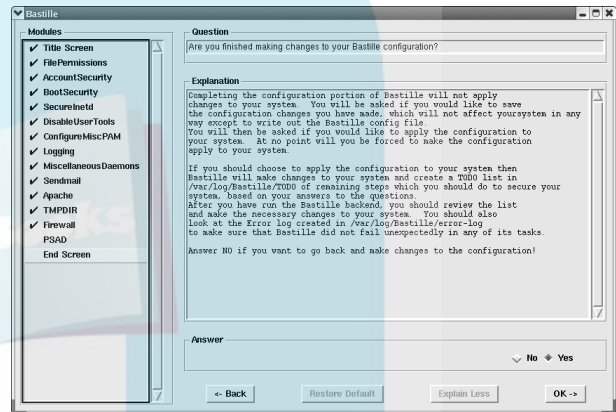 Bastille
Modules
Title Screen
FilePermissions
AccountSecurity
BootSecurity
SecureInetd
DisableUserTools
ConfigureMiscPAM
Logging
MiscellaneousDaemons
Sendmail
Apache
TMPDIR
Firewall
PSAD
End Screen
Question
Are you finished making changes to your Bastille configuration?
Explanation
Completing the configuration portion of Bastille will not apply
changes to your system. You will be asked if you would like to save
the configuration changes you have made, which will not affect yoursystem in any
way except to write out the Bastille config file.
You will then be asked if you would like to apply the configuration to
your system. At no point will you be forced to make the configuration
apply to your system.
If you should choose to apply the configuration to your system then
Bastille will make changes to your system and create a TODO list in
/var/log/Bastille/TODO of remaining steps which you should do to secure your
system, based on your answers to the questions.
After you have run the Bastille backend, you should review the list
and make the necessary changes to your system. You should also
look at the Error log created in /var/log/Bastille/error-log
to make sure that Bastille did not fail unexpectedly in any of its tasks.
Answer NO if you want to go back and make changes to the configuration!
Answer
No Yes
<- Back Restore Default Explain Less OK ->